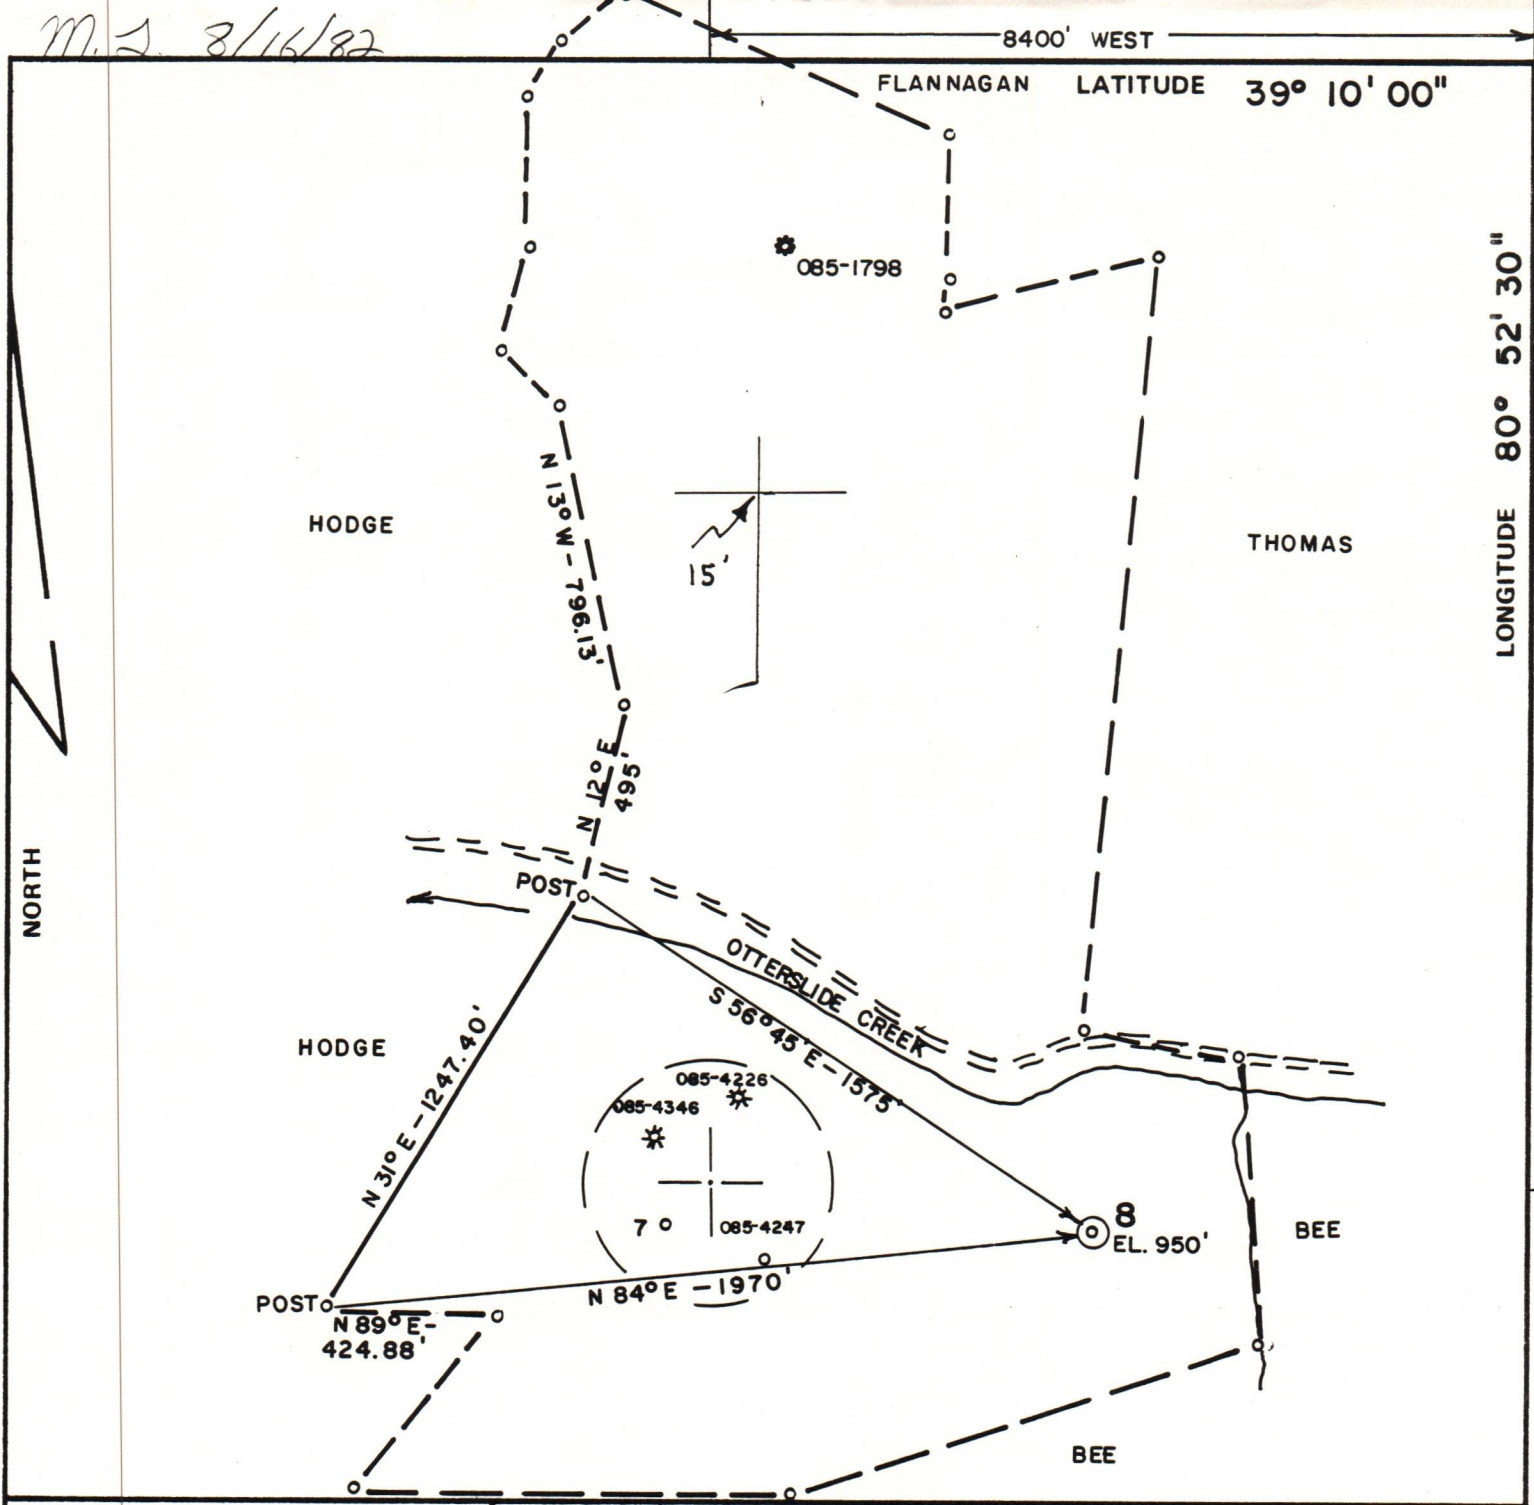 M. J. 8/16/82
8400' WEST
FLANNAGAN LATITUDE 39° 10' 00"
LONGITUDE 80° 52' 30"
085-1798
HODGE
N 13° W - 796.13'
15'
THOMAS
N 12° E
495'
NORTH
POST
OTTERSLIDE CREEK
S 56° 45' E - 1575'
HODGE
N 31° E - 1247.40'
085-4226
085-4346
7
085-4247
8
EL. 950'
BEE
N 84° E - 1970'
POST
N 89° E -
424.88'
BEE